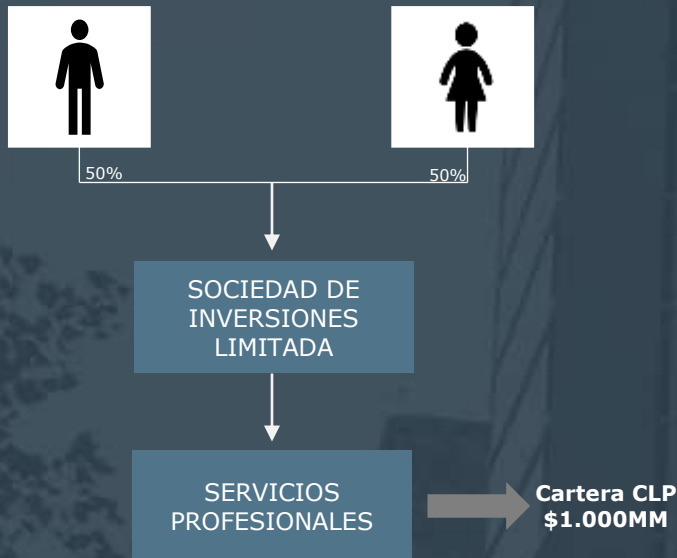 50%
50%
SOCIEDAD DE
INVERSIONES
LIMITADA
SERVICIOS
PROFESIONALES
Cartera CLP
$1.000MM